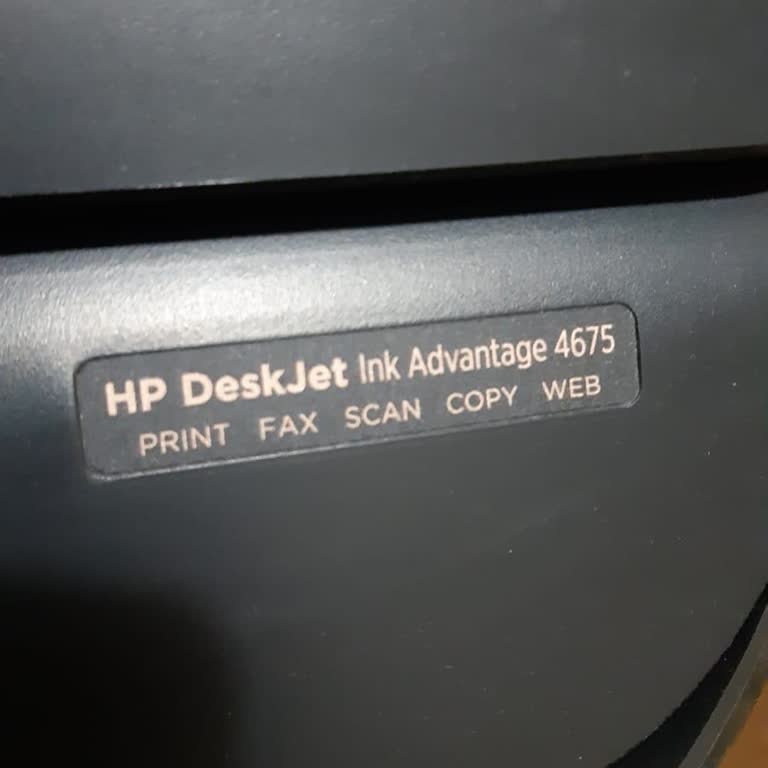 HP DeskJet Ink Advantage 4675
PRINT FAX SCAN COPY WEB